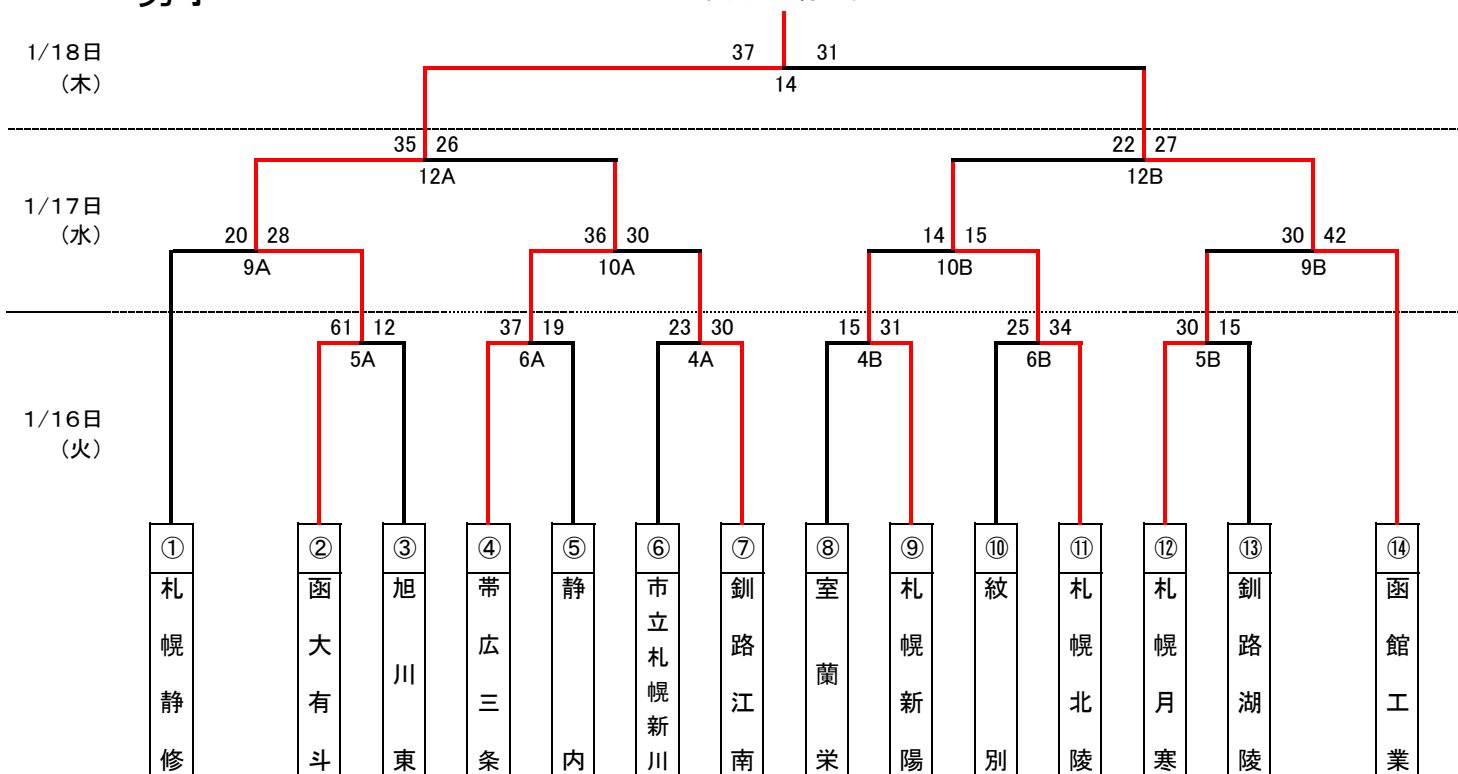 1/18日
(木)
37 31
14
35 26
22 27
12A
12B
1/17日
(水)
20 28
36 30
14 15
30 42
9A
10A
10B
9B
61 12
37 19
23 30
15 31
25 34
30 15
5A
6A
4A
4B
6B
5B
1/16日
(火)
① 札幌静修
② 函大有斗
③ 旭川東
④ 帯広三条
⑤ 静内
⑥ 市立札幌新川
⑦ 釧路江南
⑧ 室蘭栄
⑨ 札幌新陽
⑩ 紋別
⑪ 札幌北陵
⑫ 札幌月寒
⑬ 釧路湖陵
⑭ 函館工業